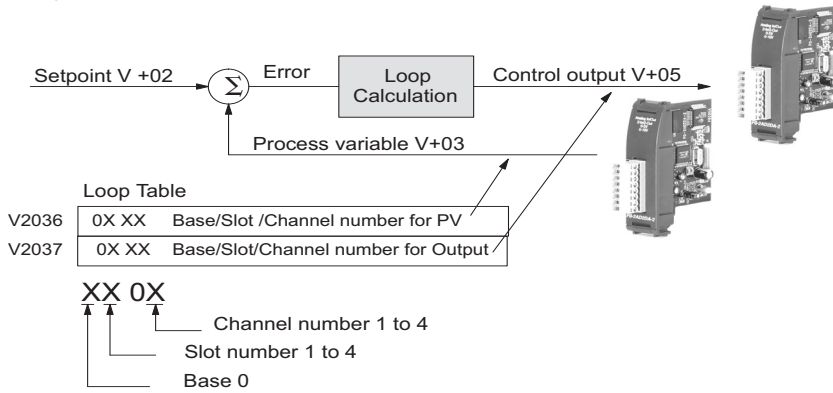 Setpoint V +02
Error
Loop
Calculation
Control output V+05
Process variable V+03
Loop Table
V2036 0X XX Base/Slot /Channel number for PV
V2037 0X XX Base/Slot/Channel number for Output
XX 0X
Channel number 1 to 4
Slot number 1 to 4
Base 0